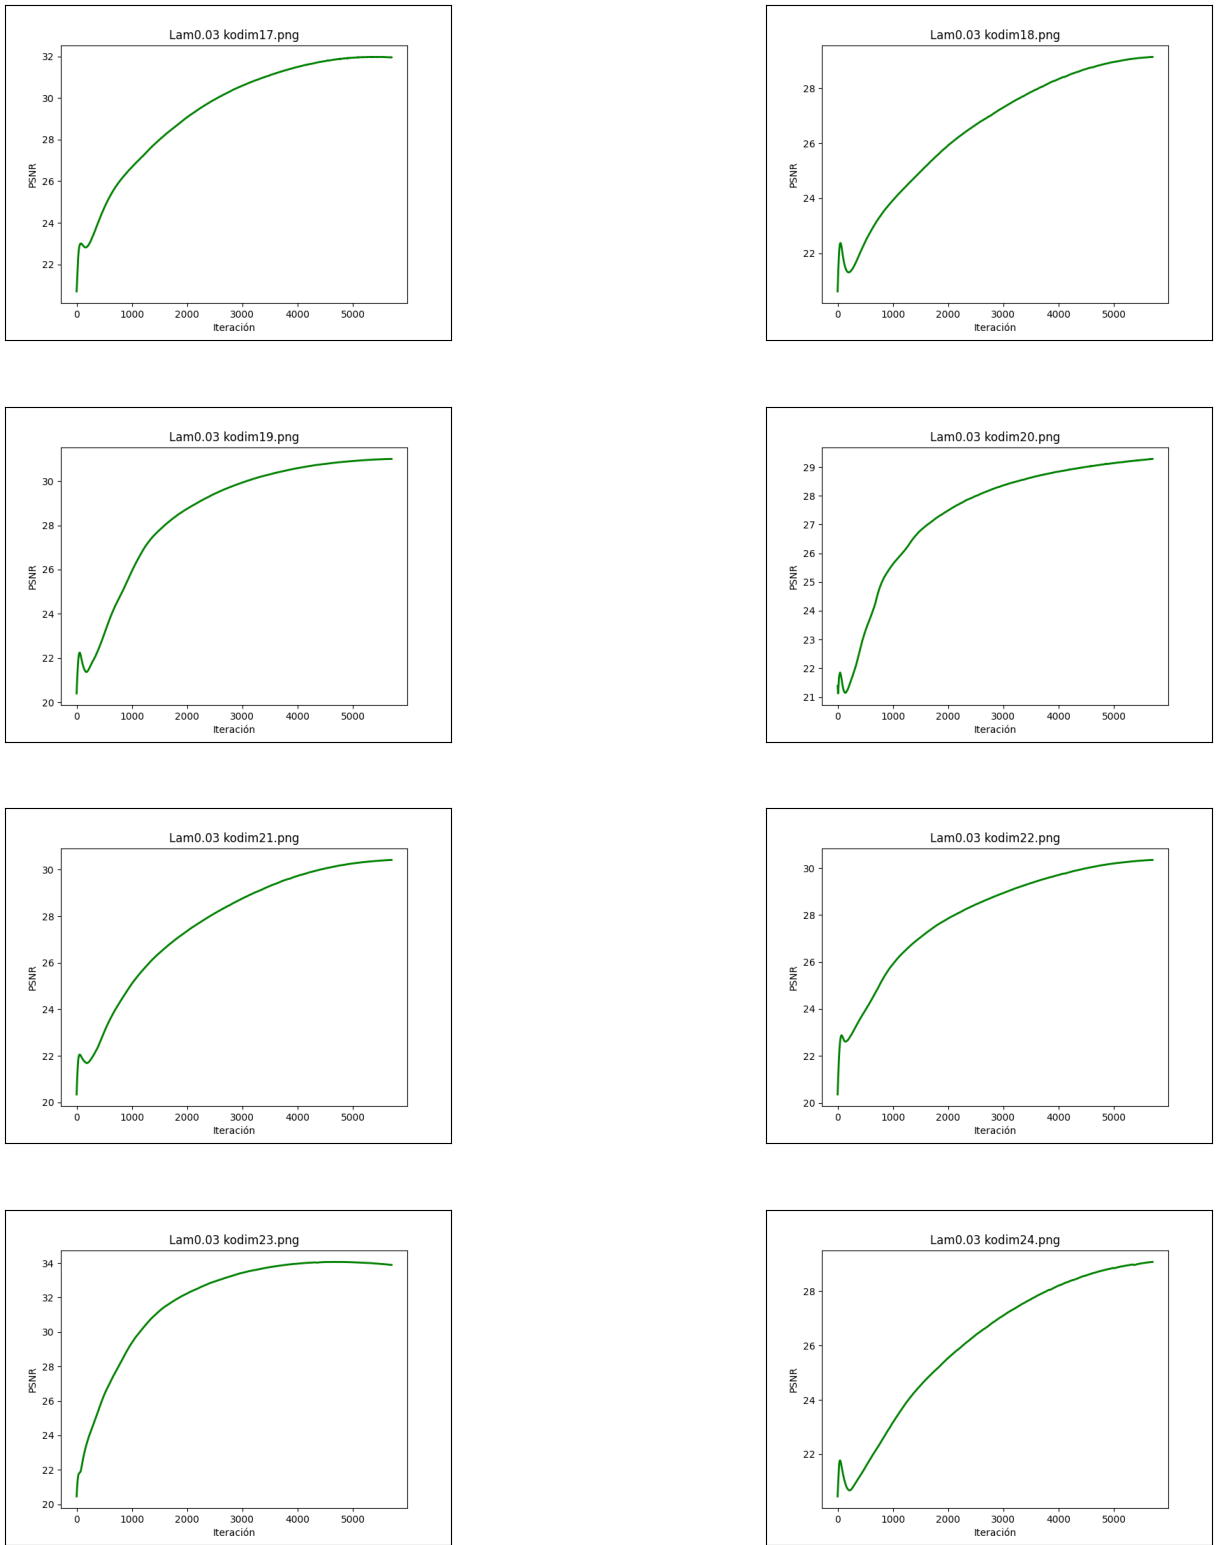 Lam0.03 kodim17.png
PSNR
32
30
28
26
24
22
0 1000 2000 3000 4000 5000
Iteración
Lam0.03 kodim18.png
PSNR
28
26
24
22
0 1000 2000 3000 4000 5000
Iteración
Lam0.03 kodim19.png
PSNR
30
28
26
24
22
20
0 1000 2000 3000 4000 5000
Iteración
Lam0.03 kodim20.png
PSNR
29
28
27
26
25
24
23
22
21
0 1000 2000 3000 4000 5000
Iteración
Lam0.03 kodim21.png
PSNR
30
28
26
24
22
20
0 1000 2000 3000 4000 5000
Iteración
Lam0.03 kodim22.png
PSNR
30
28
26
24
22
20
0 1000 2000 3000 4000 5000
Iteración
Lam0.03 kodim23.png
PSNR
34
32
30
28
26
24
22
20
0 1000 2000 3000 4000 5000
Iteración
Lam0.03 kodim24.png
PSNR
28
26
24
22
0 1000 2000 3000 4000 5000
Iteración